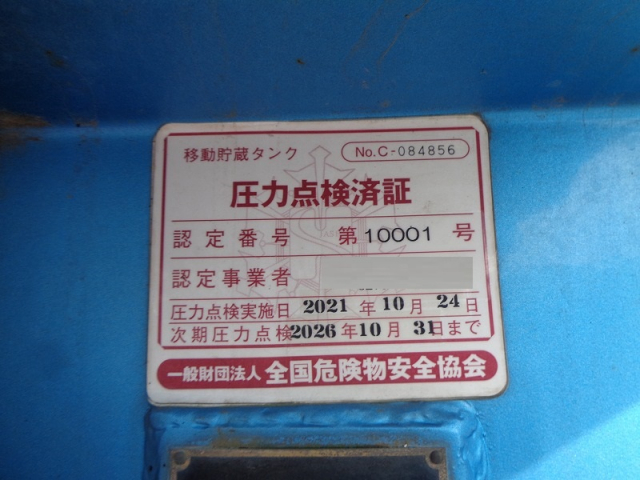 移動貯蔵タンク No.C-084856
圧力点検済証
認定番号 第10001号
認定事業者
圧力点検実施日 2021年10月24日
次期圧力点検2026年10月31日まで
一般財団法人 全国危険物安全協会